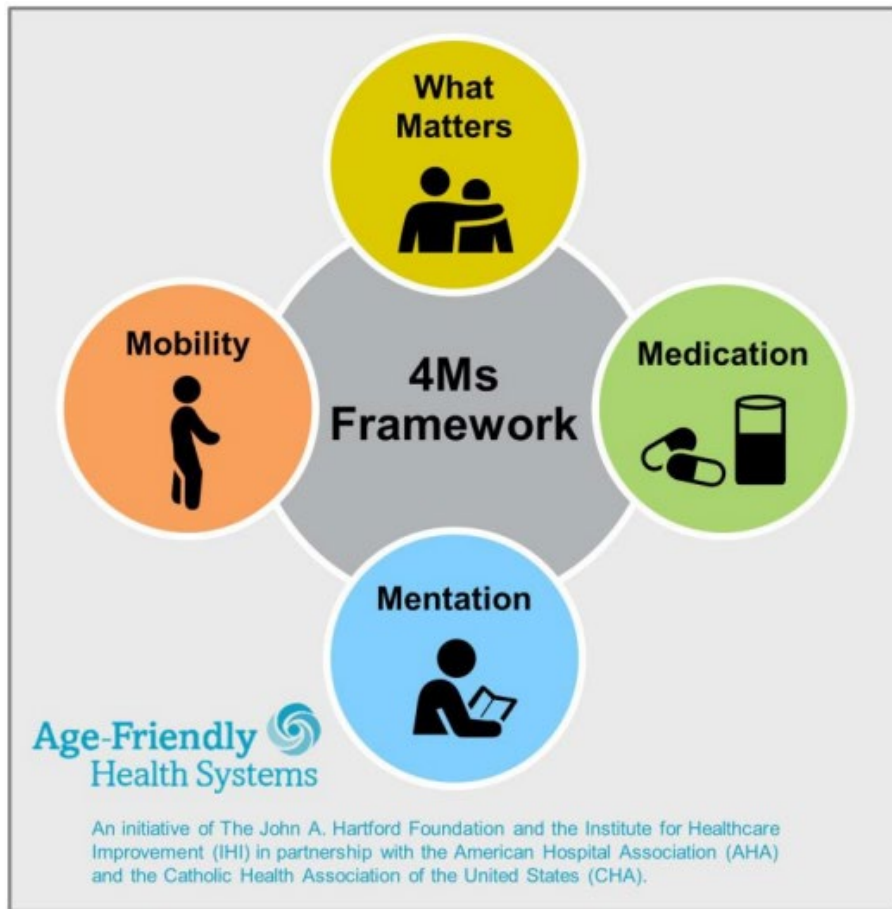 What
Matters
Mobility
4Ms
Framework
Medication
Mentation
Age-Friendly
Health Systems
An initiative of The John A. Hartford Foundation and the Institute for Healthcare
Improvement (IHI) in partnership with the American Hospital Association (AHA)
and the Catholic Health Association of the United States (CHA).